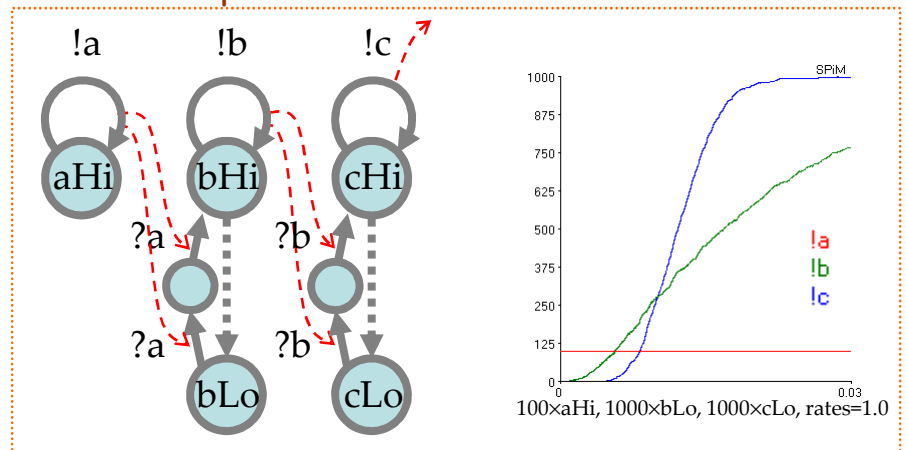 !a !b !c
aHi bHi cHi
?a ?b
?a ?b
bLo cLo
SPiM
1000
875
750
625
500
375
250
125
0
0 0.03
!a
!b
!c
100×aHi, 1000×bLo, 1000×cLo, rates=1.0